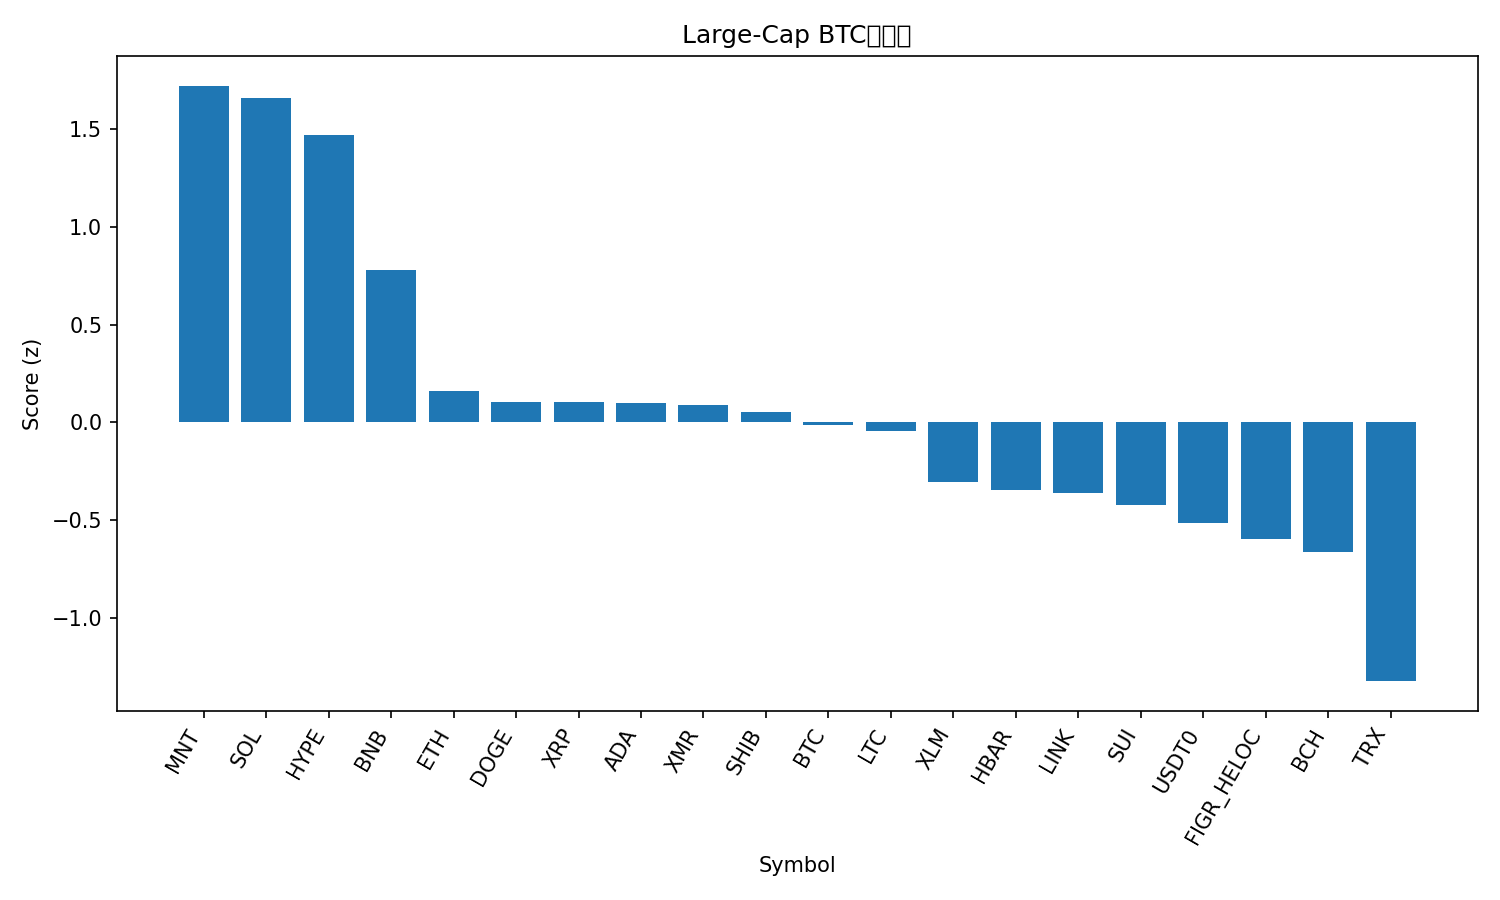 Large-Cap BTC
1.5
1.0
0.5
0.0
−0.5
−1.0
Score (z)
MNT
SOL
HYPE
BNB
ETH
DOGE
XRP
ADA
XMR
SHIB
BTC
LTC
XLM
HBAR
LINK
SUI
USDT0
FIGR_HELOC
BCH
TRX
Symbol